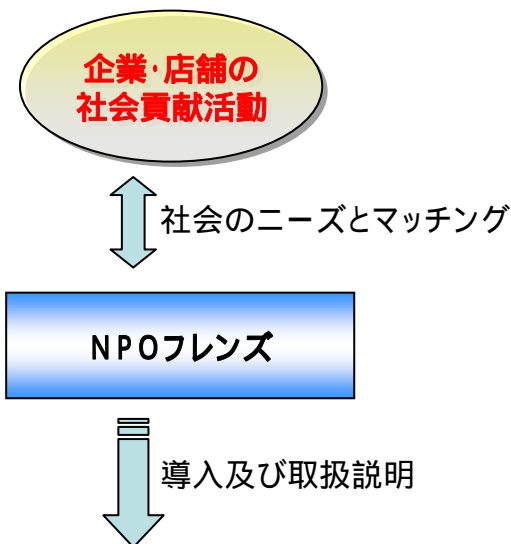 企業･店舗の
社会貢献活動
社会のニーズとマッチング
NPOフレンズ
導入及び取扱説明